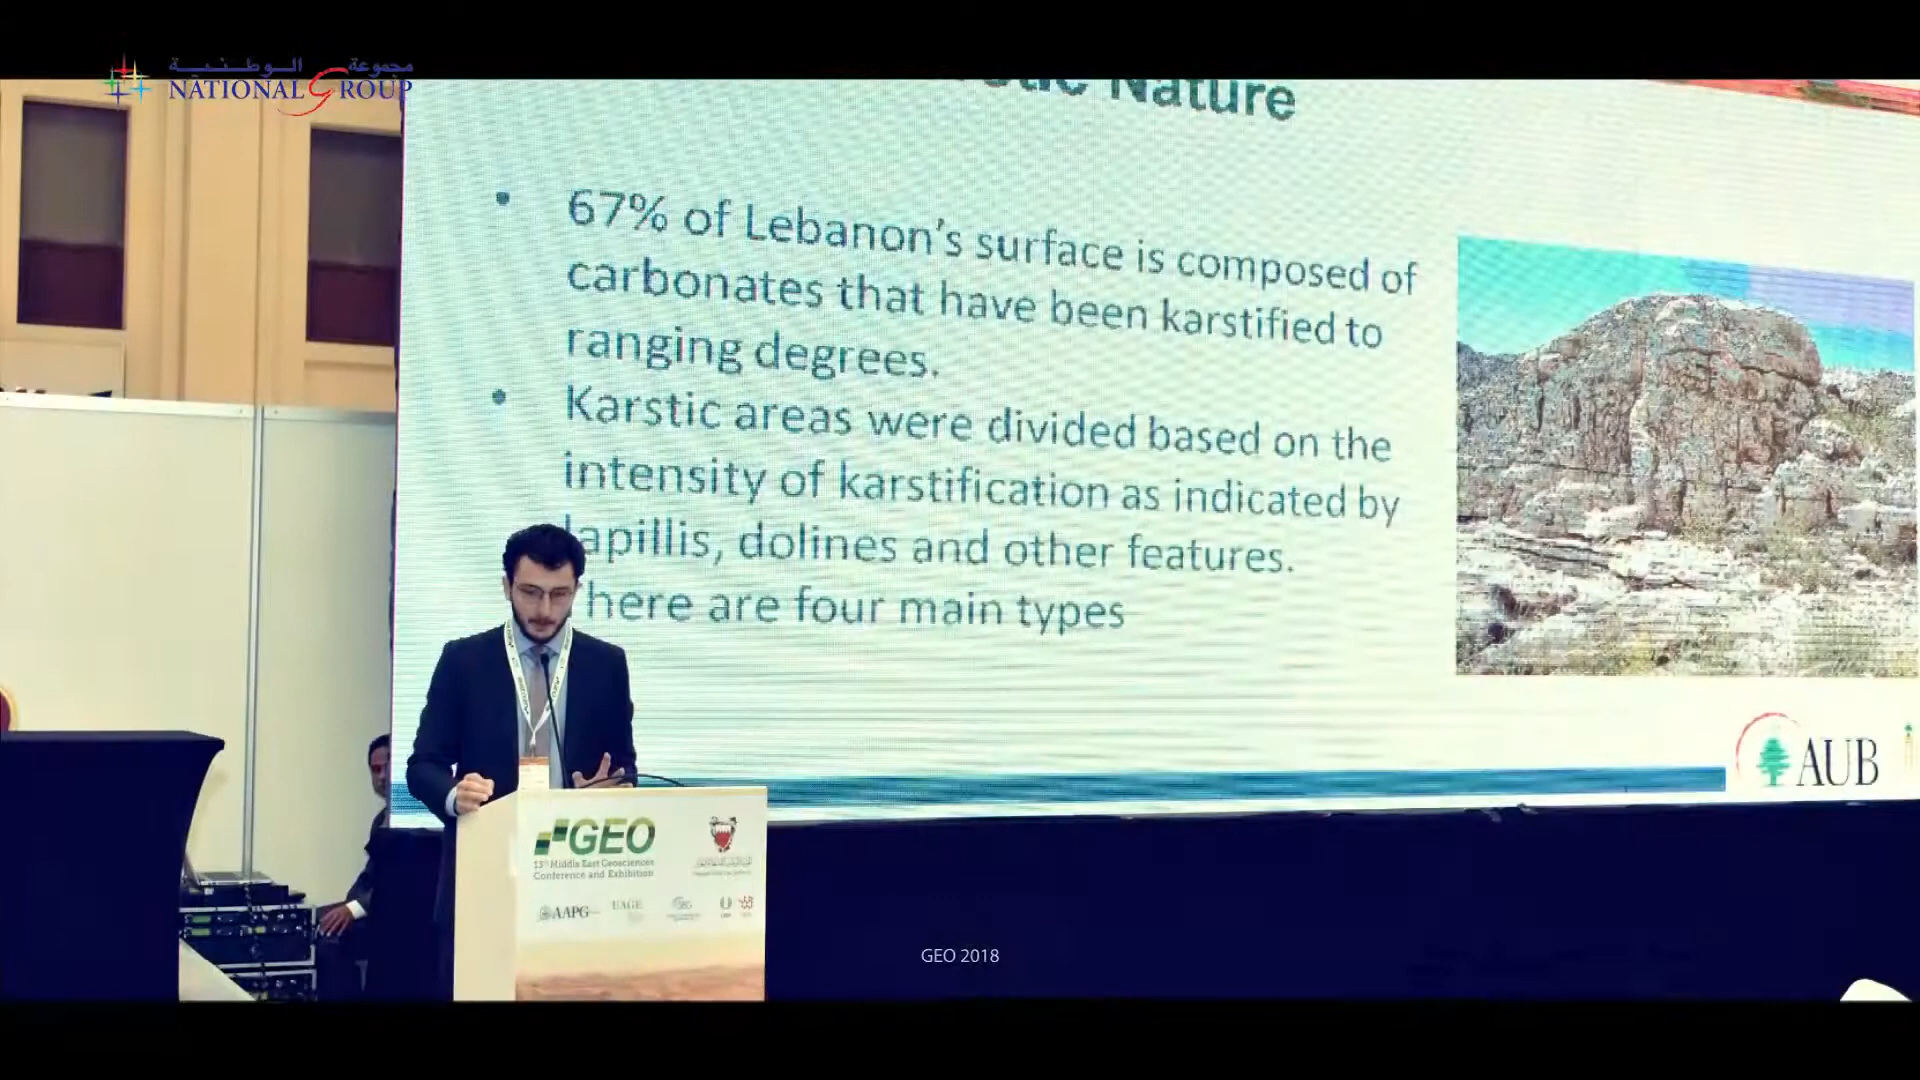 مجموعة الوطنية
NATIONAL GROUP
Nature
• 67% of Lebanon's surface is composed of
carbonates that have been karstified to
ranging degrees.
• Karstic areas were divided based on the
intensity of karstification as indicated by
lapillis, dolines and other features.
here are four main types
AUB
GEO
13th Middle East Geosciences
Conference and Exhibition
AAPG
EAGE
GEO 2018